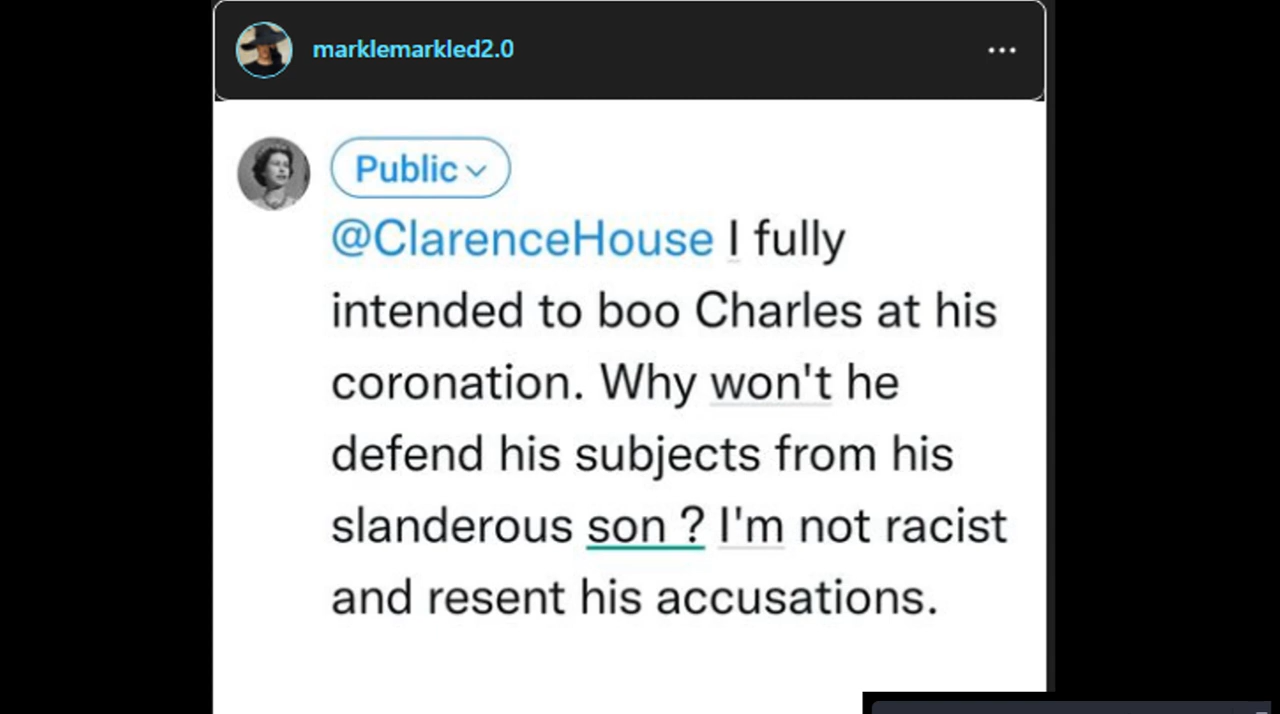 marklemarkled2.0
Public
@ClarenceHouse I fully
intended to boo Charles at his
coronation. Why won't he
defend his subjects from his
slanderous son ? I'm not racist
and resent his accusations.